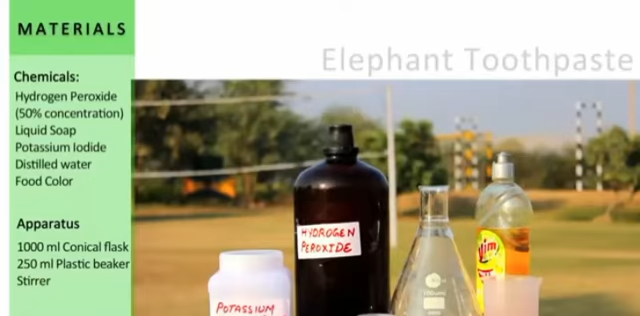 MATERIALS
Elephant Toothpaste
Chemicals:
Hydrogen Peroxide
(50% concentration)
Liquid Soap
Potassium Iodide
Distilled water
Food Color
Apparatus
1000 ml Conical flask
250 ml Plastic beaker
Stirrer
HYDROGEN
PEROXIDE
POTASSIUM
Vim